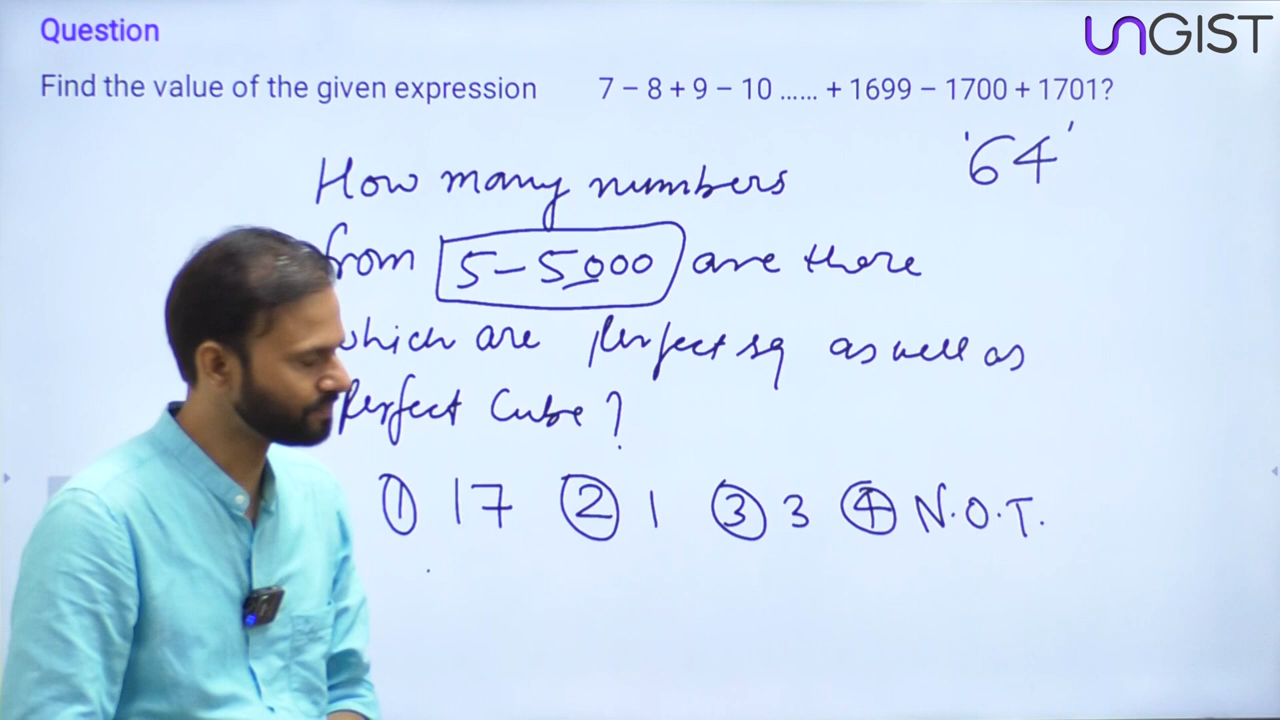 Question
UNGIST
Find the value of the given expression 7 – 8 + 9 – 10 ...... + 1699 – 1700 + 1701?
'64'
How many numbers
from 5–5000 are there
which are perfect sq as well as
Perfect Cube?
① 17 ② 1 ③ 3 ④ N.O.T.